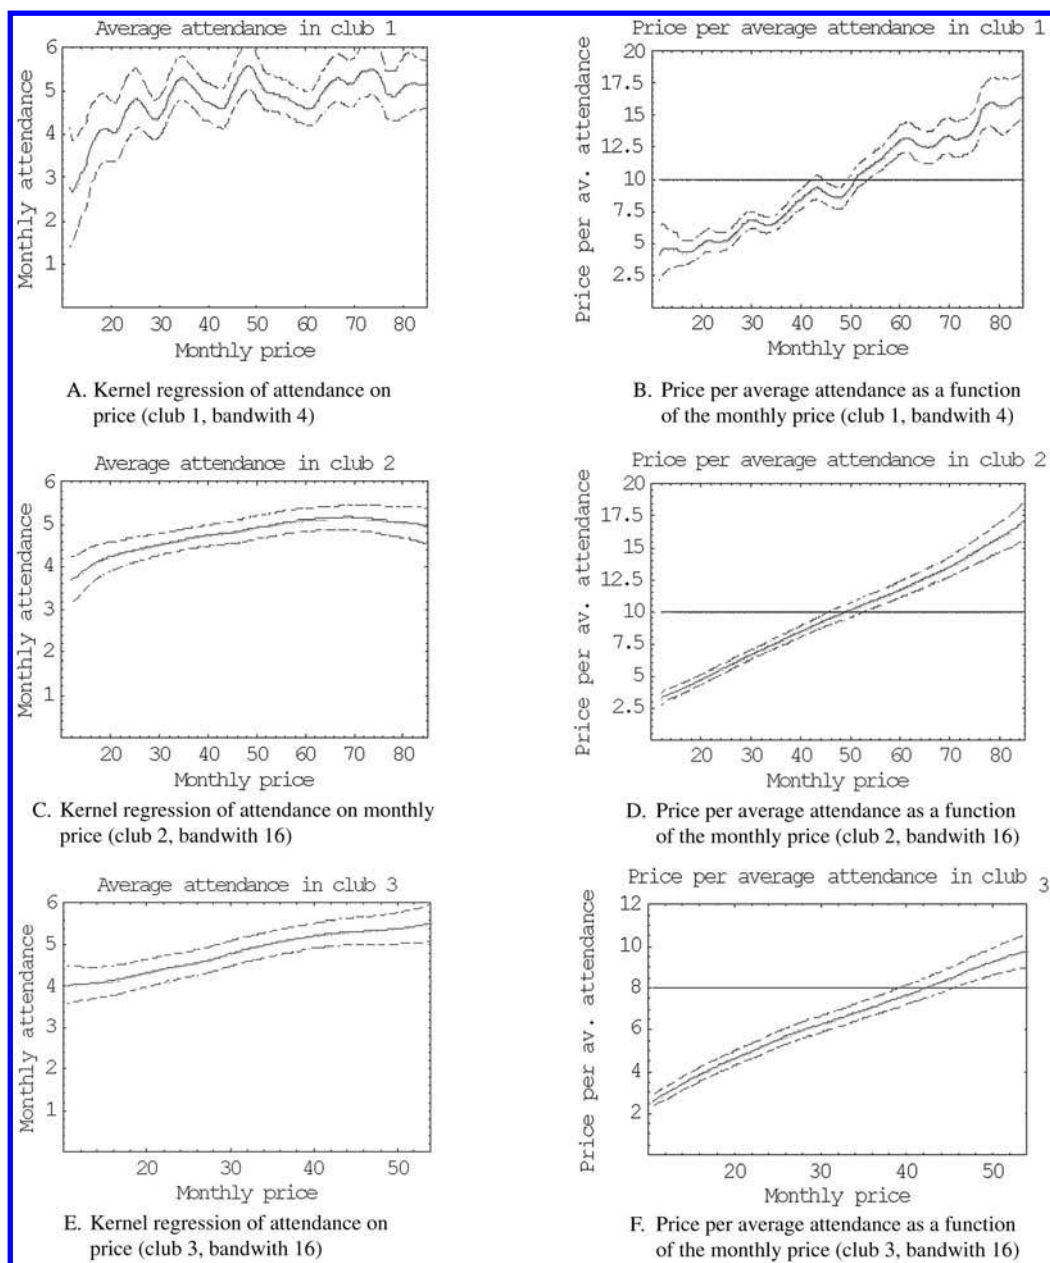 Average attendance in club 1
6
5
4
3
2
1
Monthly attendance
20 30 40 50 60 70 80
Monthly price
A. Kernel regression of attendance on
price (club 1, bandwith 4)
Price per average attendance in club 1
20
17.5
15
12.5
10
7.5
5
2.5
Price per av. attendance
20 30 40 50 60 70 80
Monthly price
B. Price per average attendance as a function
of the monthly price (club 1, bandwith 4)
Average attendance in club 2
6
5
4
3
2
1
Monthly attendance
20 30 40 50 60 70 80
Monthly price
C. Kernel regression of attendance on monthly
price (club 2, bandwith 16)
Price per average attendance in club 2
20
17.5
15
12.5
10
7.5
5
2.5
Price per av. attendance
20 30 40 50 60 70 80
Monthly price
D. Price per average attendance as a function
of the monthly price (club 2, bandwith 16)
Average attendance in club 3
6
5
4
3
2
1
Monthly attendance
20 30 40 50
Monthly price
E. Kernel regression of attendance on
price (club 3, bandwith 16)
Price per average attendance in club 3
12
10
8
6
4
2
Price per av. attendance
20 30 40 50
Monthly price
F. Price per average attendance as a function
of the monthly price (club 3, bandwith 16)